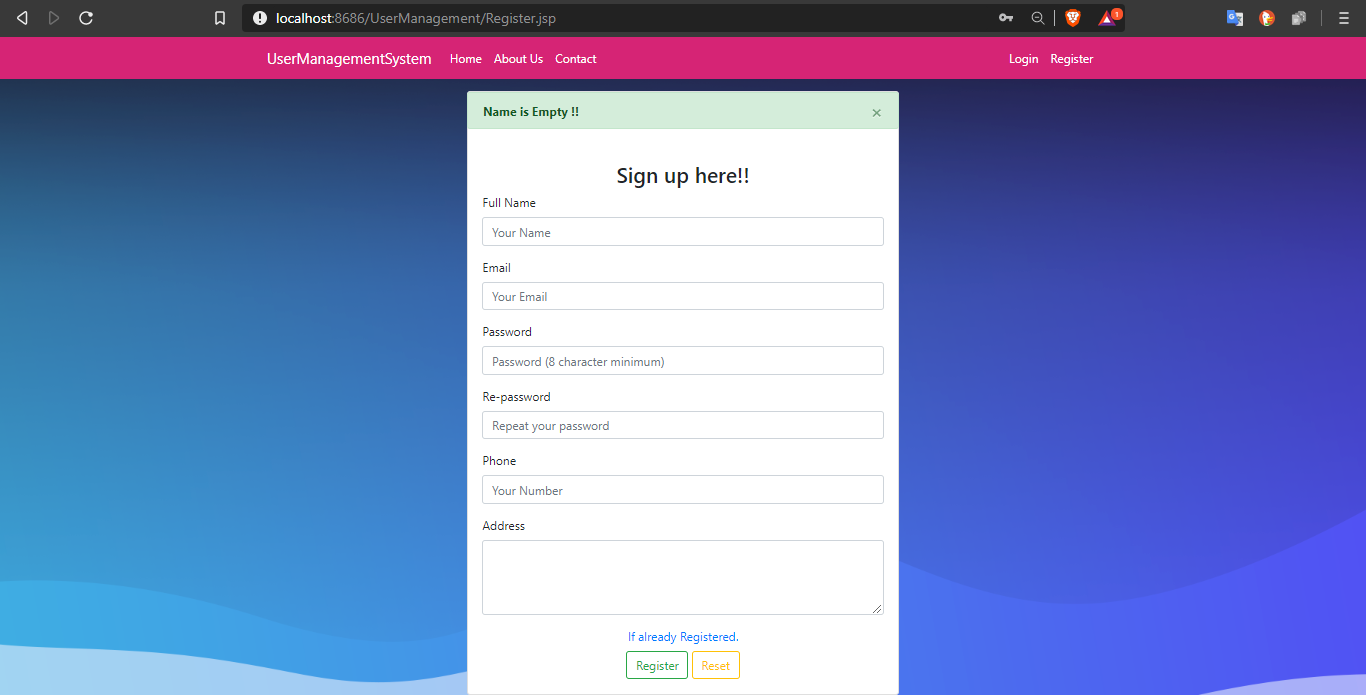 localhost:8686/UserManagement/Register.jsp
1
UserManagementSystem Home About Us Contact Login Register
Name is Empty !! ×
Sign up here!!
Full Name
Your Name
Email
Your Email
Password
Password (8 character minimum)
Re-password
Repeat your password
Phone
Your Number
Address
If already Registered.
Register Reset